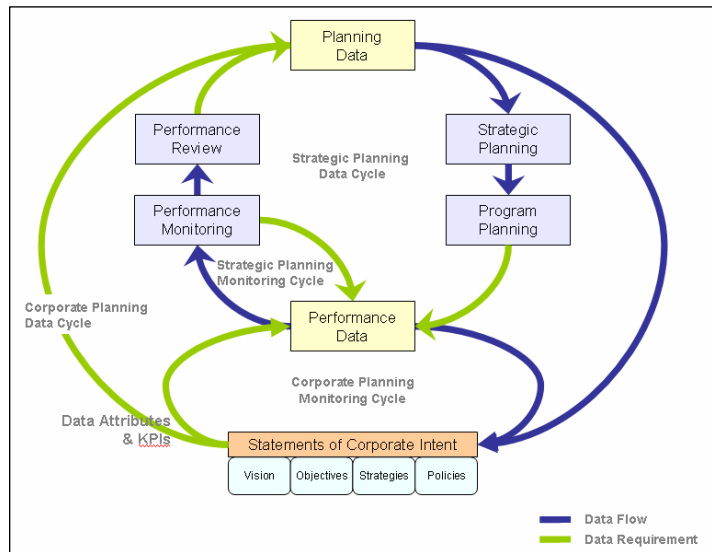 Planning
Data
Performance
Review
Strategic
Planning
Strategic Planning
Data Cycle
Performance
Monitoring
Program
Planning
Strategic Planning
Monitoring Cycle
Corporate Planning
Data Cycle
Performance
Data
Corporate Planning
Monitoring Cycle
Data Attributes
& KPIs
Statements of Corporate Intent
Vision
Objectives
Strategies
Policies
Data Flow
Data Requirement